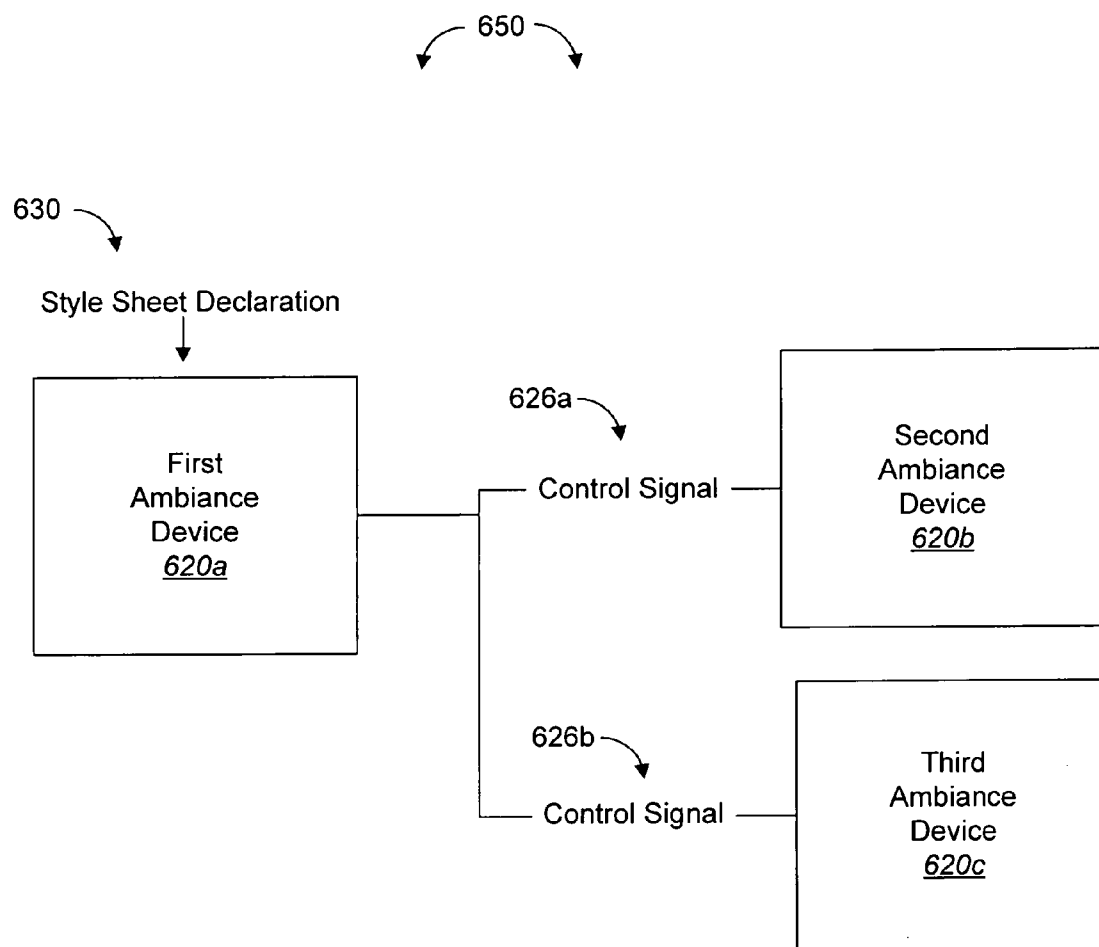 650
630
Style Sheet Declaration
First
Ambiance
Device
620a
626a
Control Signal
Second
Ambiance
Device
620b
626b
Control Signal
Third
Ambiance
Device
620c